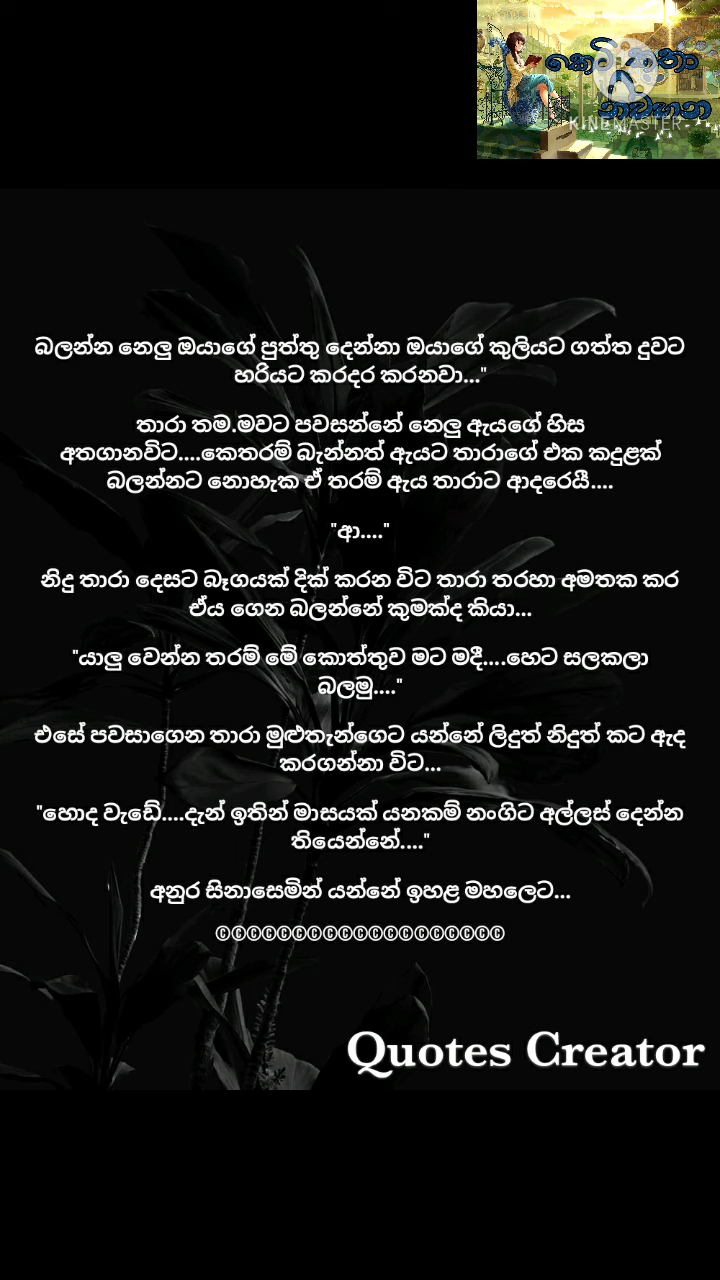 කෙටි කතා
නවාතැන
KINEMASTER
බලන්න නෙලු ඔයාගේ පුත්තු දෙන්නා ඔයාගේ කුලියට ගත්ත දුවට
හරියට කරදර කරනවා..."
තාරා තම.මවට පවසන්නේ නෙලු ඇයගේ හිස
අතගානවිට....කෙතරම් බැන්නත් ඇයට තාරාගේ එක කදුළක්
බලන්නට නොහැක ඒ තරම් ඇය තාරාට ආදරෙයි....
"ආ...."
නිදු තාරා දෙසට බෑගයක් දික් කරන විට තාරා තරහා අමතක කර
ඒය ගෙන බලන්නේ කුමක්ද කියා...
"යාලු වෙන්න තරම් මේ කොත්තුව මට මදී....හෙට සලකලා
බලමු...."
එසේ පවසාගෙන තාරා මුළුතැන්ගෙට යන්නේ ලිදුත් නිදුත් කට ඇද
කරගන්නා විට...
"හොද වැඩේ....දැන් ඉතින් මාසයක් යනකම් නංගිට අල්ලස් දෙන්න
තියෙන්නේ...."
අනුර සිනාසෙමින් යන්නේ ඉහළ මහලෙට...
©©©©©©©©©©©©©©©©©©©
Quotes Creator